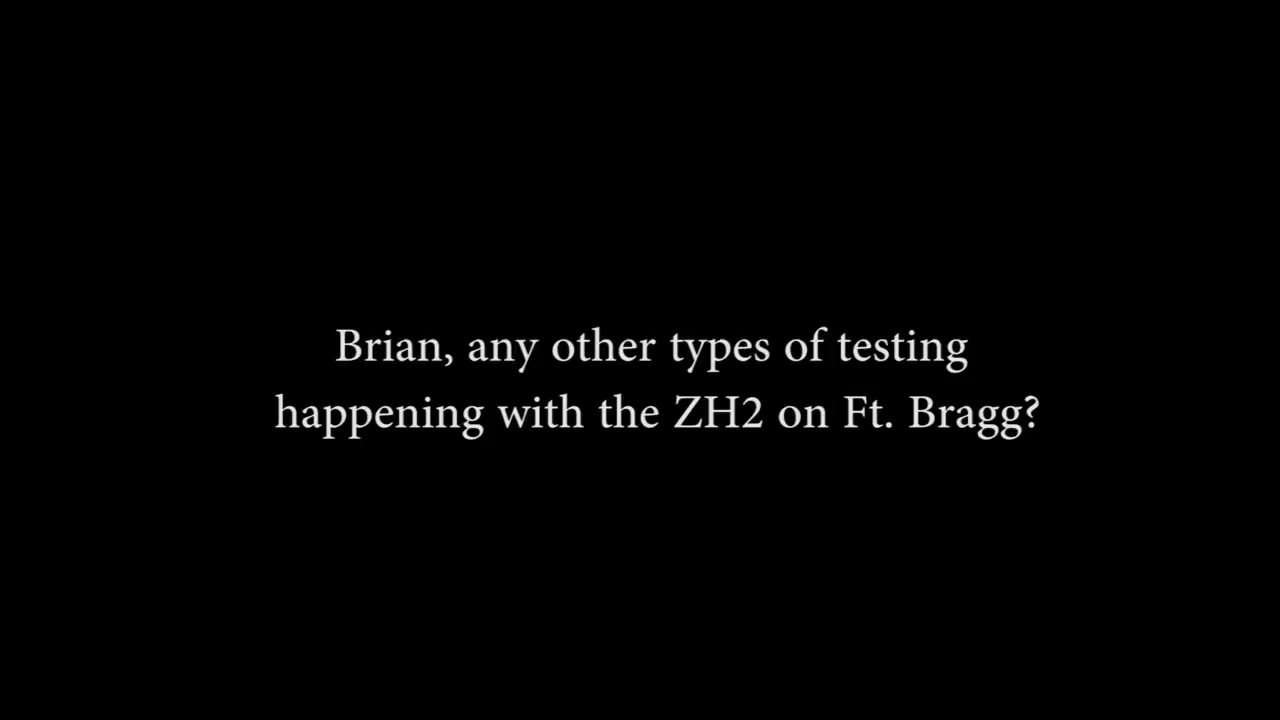 Brian, any other types of testing
happening with the ZH2 on Ft. Bragg?